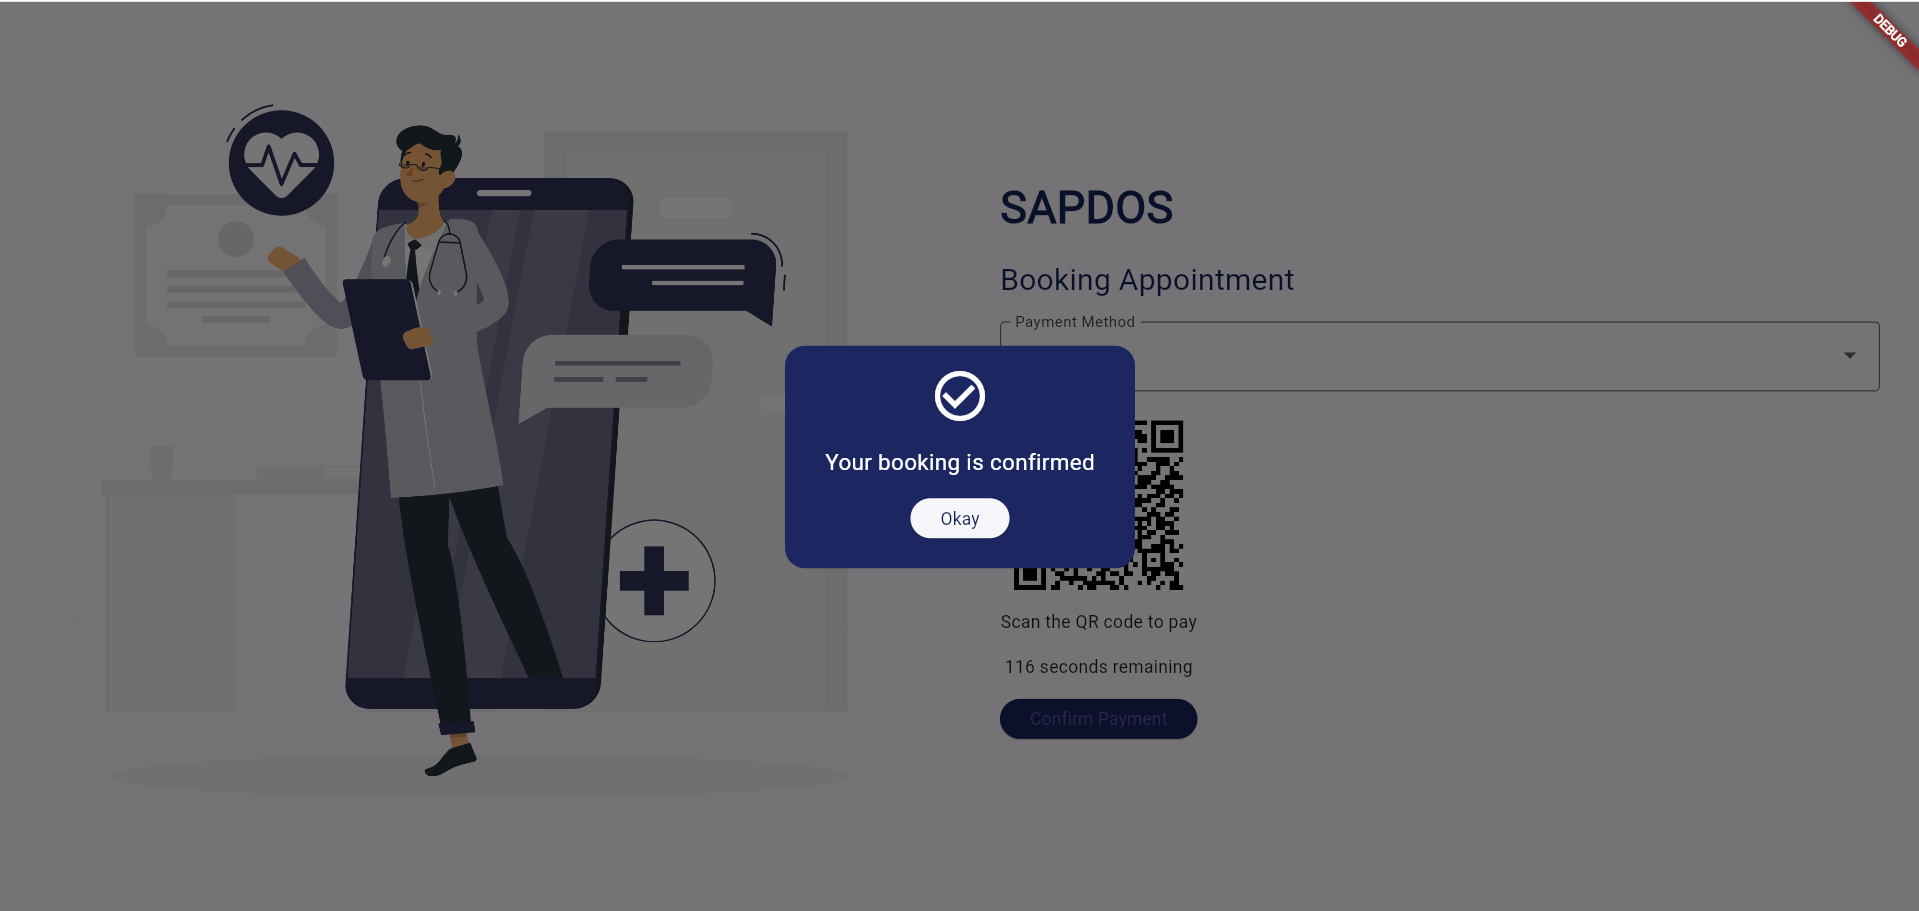 DEBUG
SAPDOS
Booking Appointment
Payment Method
Your booking is confirmed
Okay
Scan the QR code to pay
116 seconds remaining
Confirm Payment